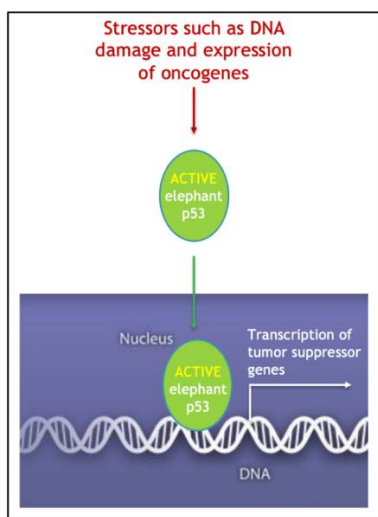 Stressors such as DNA
damage and expression
of oncogenes
ACTIVE
elephant
p53
Nucleus
ACTIVE
elephant
p53
Transcription of
tumor suppressor
genes
DNA